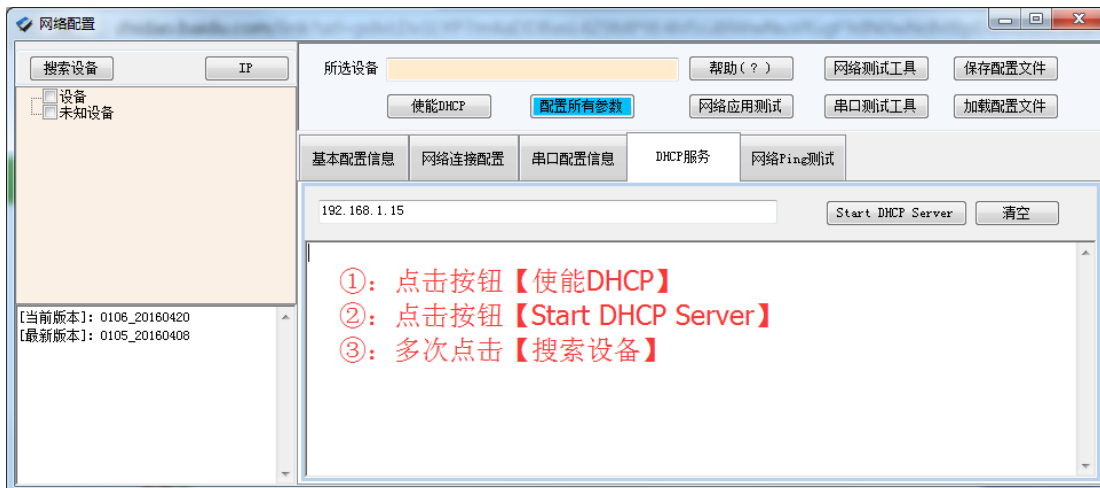 网络配置
搜索设备 IP
设备
未知设备
[当前版本]: 0106_20160420
[最新版本]: 0105_20160408
所选设备 帮助(?) 网络测试工具 保存配置文件
使能DHCP 配置所有参数 网络应用测试 串口测试工具 加载配置文件
基本配置信息 网络连接配置 串口配置信息 DHCP服务 网络Ping测试
192.168.1.15 Start DHCP Server 清空
①：点击按钮【使能DHCP】
②：点击按钮【Start DHCP Server】
③：多次点击【搜索设备】